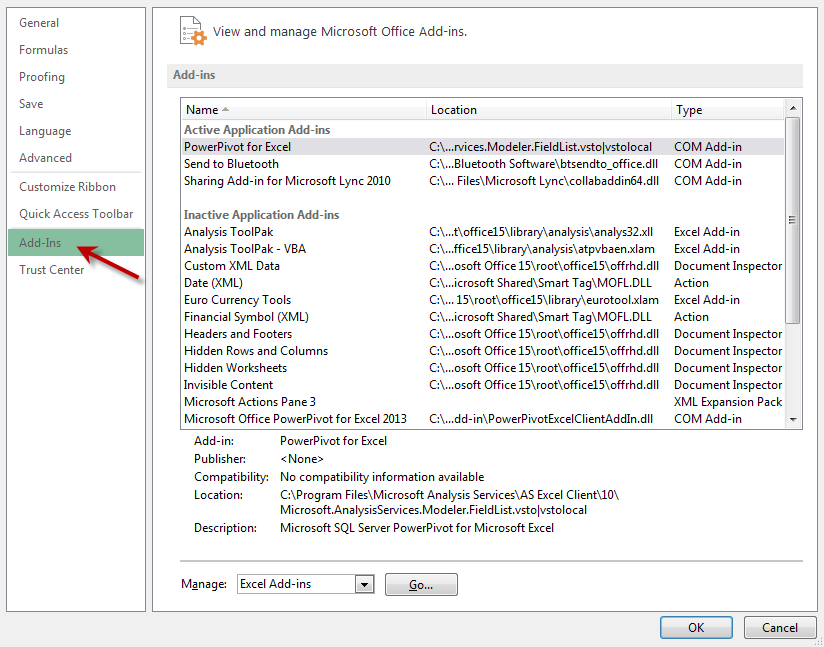 General
Formulas
Proofing
Save
Language
Advanced
Customize Ribbon
Quick Access Toolbar
Add-Ins
Trust Center
View and manage Microsoft Office Add-ins.
Add-ins
Name Location Type
Active Application Add-ins
PowerPivot for Excel C:\...rvices.Modeler.FieldList.vsto|vstolocal COM Add-in
Send to Bluetooth C:\...Bluetooth Software\btsendto_office.dll COM Add-in
Sharing Add-in for Microsoft Lync 2010 C:\... Files\Microsoft Lync\collabaddin64.dll COM Add-in
Inactive Application Add-ins
Analysis ToolPak C:\...t\office15\library\analysis\analys32.xll Excel Add-in
Analysis ToolPak - VBA C:\...ffice15\library\analysis\atpvbaen.xlam Excel Add-in
Custom XML Data C:\...osoft Office 15\root\office15\offrhd.dll Document Inspector
Date (XML) C:\...icrosoft Shared\Smart Tag\MOFL.DLL Action
Euro Currency Tools C:\... 15\root\office15\library\eurotool.xlam Excel Add-in
Financial Symbol (XML) C:\...icrosoft Shared\Smart Tag\MOFL.DLL Action
Headers and Footers C:\...osoft Office 15\root\office15\offrhd.dll Document Inspector
Hidden Rows and Columns C:\...osoft Office 15\root\office15\offrhd.dll Document Inspector
Hidden Worksheets C:\...osoft Office 15\root\office15\offrhd.dll Document Inspector
Invisible Content C:\...osoft Office 15\root\office15\offrhd.dll Document Inspector
Microsoft Actions Pane 3 XML Expansion Pack
Microsoft Office PowerPivot for Excel 2013 C:\...dd-in\PowerPivotExcelClientAddIn.dll COM Add-in
Add-in: PowerPivot for Excel
Publisher: <None>
Compatibility: No compatibility information available
Location: C:\Program Files\Microsoft Analysis Services\AS Excel Client\10\
Microsoft.AnalysisServices.Modeler.FieldList.vsto|vstolocal
Description: Microsoft SQL Server PowerPivot for Microsoft Excel
Manage: Excel Add-ins Go...
OK Cancel